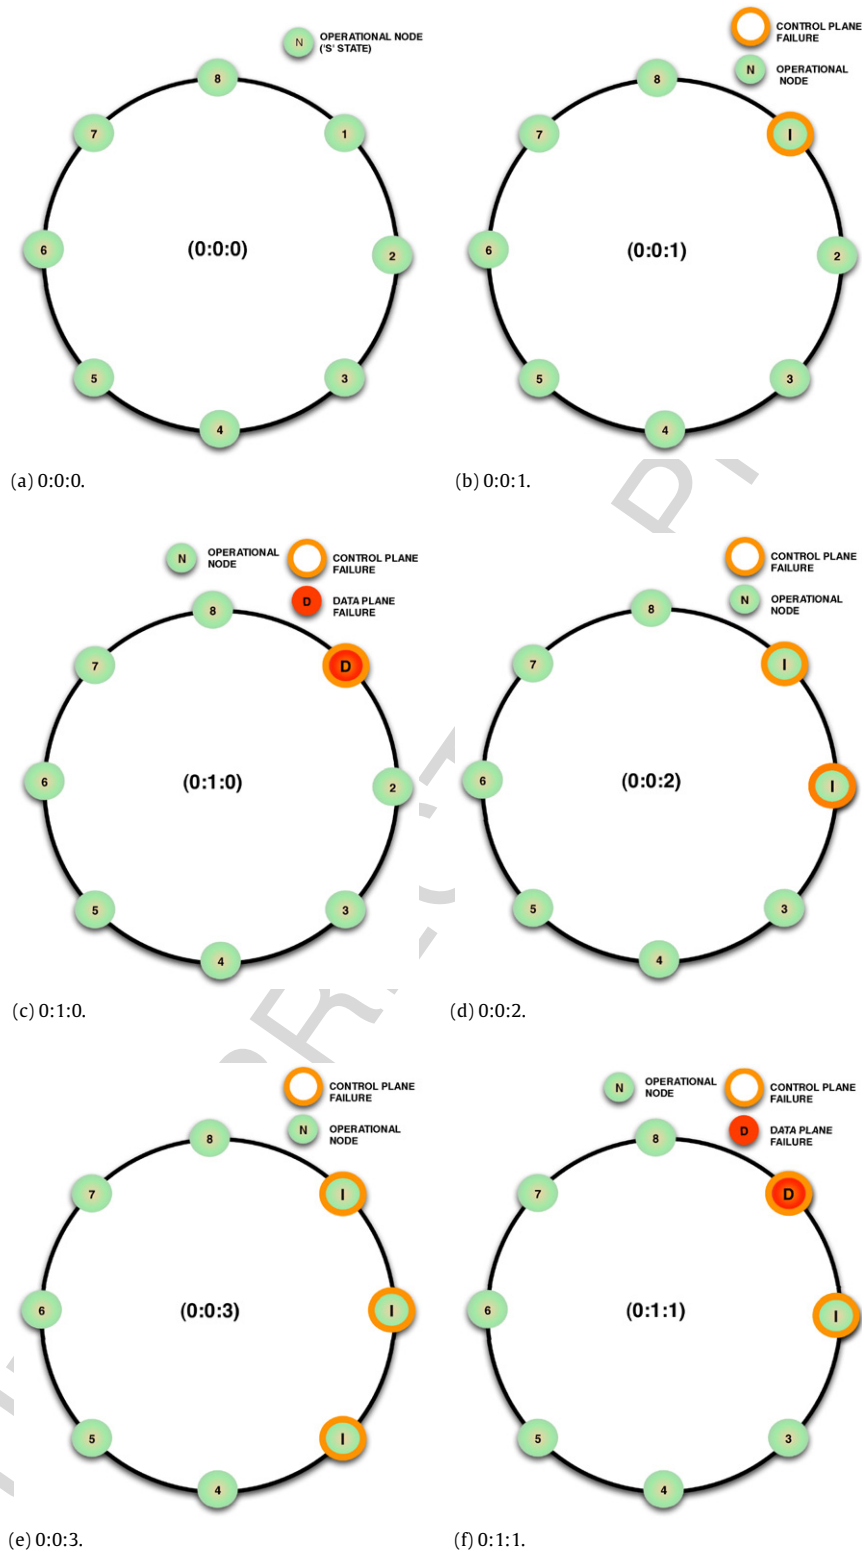 N OPERATIONAL NODE
('S' STATE)
8
7
1
6
(0:0:0)
2
5
3
4
(a) 0:0:0.
CONTROL PLANE
FAILURE
N OPERATIONAL
NODE
8
7
I
6
(0:0:1)
2
5
3
4
(b) 0:0:1.
N OPERATIONAL
NODE
CONTROL PLANE
FAILURE
D DATA PLANE
FAILURE
8
7
D
6
(0:1:0)
2
5
3
4
(c) 0:1:0.
CONTROL PLANE
FAILURE
N OPERATIONAL
NODE
8
7
I
6
(0:0:2)
I
5
3
4
(d) 0:0:2.
CONTROL PLANE
FAILURE
N OPERATIONAL
NODE
8
7
I
6
(0:0:3)
I
5
I
4
(e) 0:0:3.
N OPERATIONAL
NODE
CONTROL PLANE
FAILURE
D DATA PLANE
FAILURE
8
7
D
6
(0:1:1)
I
5
3
4
(f) 0:1:1.